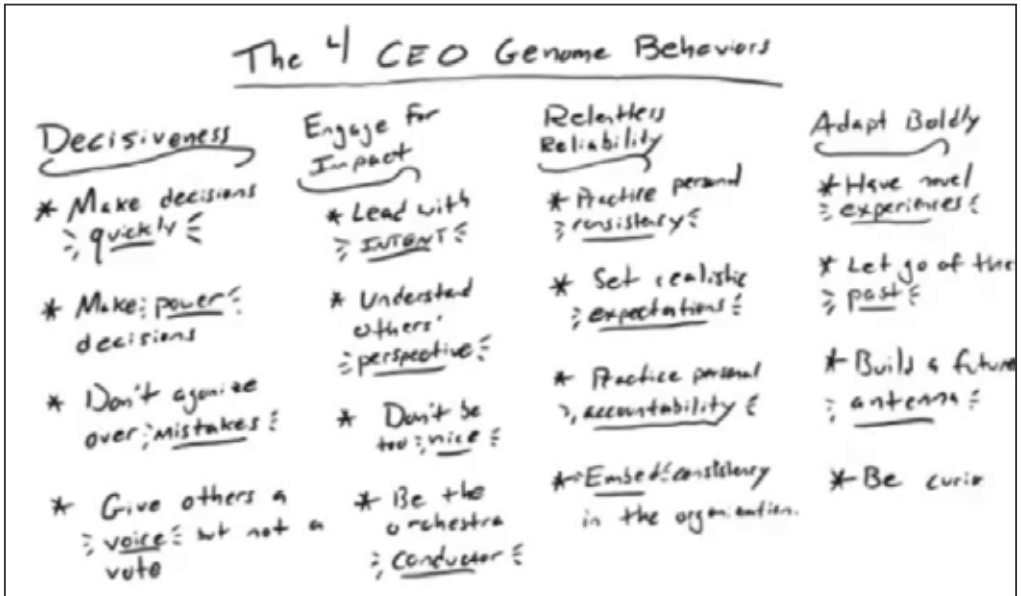 The 4 CEO Genome Behaviors
Decisiveness
* Make decisions
quickly
* Make power
decisions
* Don't agonize
over mistakes
* Give others a
voice but not a
vote
Engage for
Impact
* Lead with
INTENT
* Understand
others'
perspective
* Don't be
too nice
* Be the
orchestra
conductor
Relentless
Reliability
* Practice personal
consistency
* Set realistic
expectations
* Practice personal
accountability
* Embed consistency
in the organization.
Adapt Boldly
* Have novel
experiences
* Let go of the
past
* Build a future
antenna
* Be curio